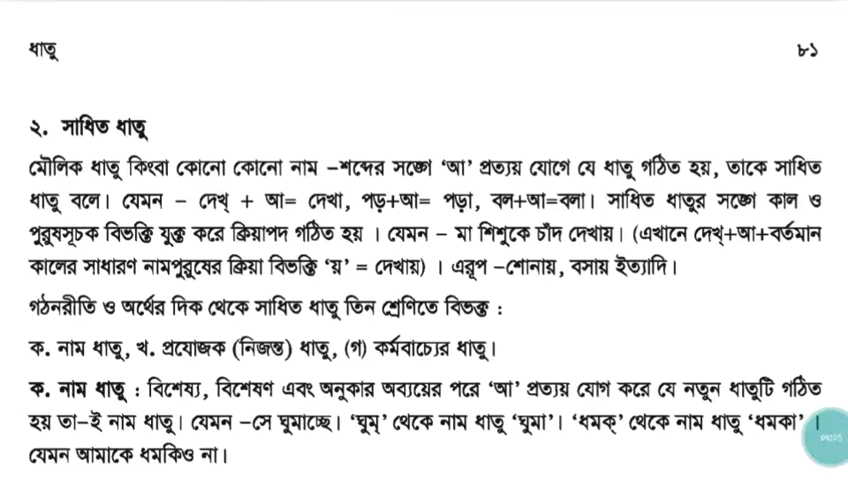 ধাতু ৮১
২. সাধিত ধাতু
মৌলিক ধাতু কিংবা কোনো কোনো নাম –শব্দের সঙ্গে ‘আ’ প্রত্যয় যোগে যে ধাতু গঠিত হয়, তাকে সাধিত
ধাতু বলে। যেমন – দেখ্ + আ= দেখা, পড়+আ= পড়া, বল+আ=বলা। সাধিত ধাতুর সঙ্গে কাল ও
পুরুষসূচক বিভক্তি যুক্ত করে ক্রিয়াপদ গঠিত হয় । যেমন – মা শিশুকে চাঁদ দেখায়। (এখানে দেখ্+আ+বর্তমান
কালের সাধারণ নামপুরুষের ক্রিয়া বিভক্তি ‘য়’ = দেখায়) । এরূপ –শোনায়, বসায় ইত্যাদি।
গঠনরীতি ও অর্থের দিক থেকে সাধিত ধাতু তিন শ্রেণিতে বিভক্ত :
ক. নাম ধাতু, খ. প্রযোজক (নিজন্ত) ধাতু, (গ) কর্মবাচ্যের ধাতু।
ক. নাম ধাতু : বিশেষ্য, বিশেষণ এবং অনুকার অব্যয়ের পরে ‘আ’ প্রত্যয় যোগ করে যে নতুন ধাতুটি গঠিত
হয় তা–ই নাম ধাতু। যেমন –সে ঘুমাচ্ছে। ‘ঘুম্’ থেকে নাম ধাতু ‘ঘুমা’। ‘ধমক্’ থেকে নাম ধাতু ‘ধমকা’ ।
যেমন আমাকে ধমকিও না।